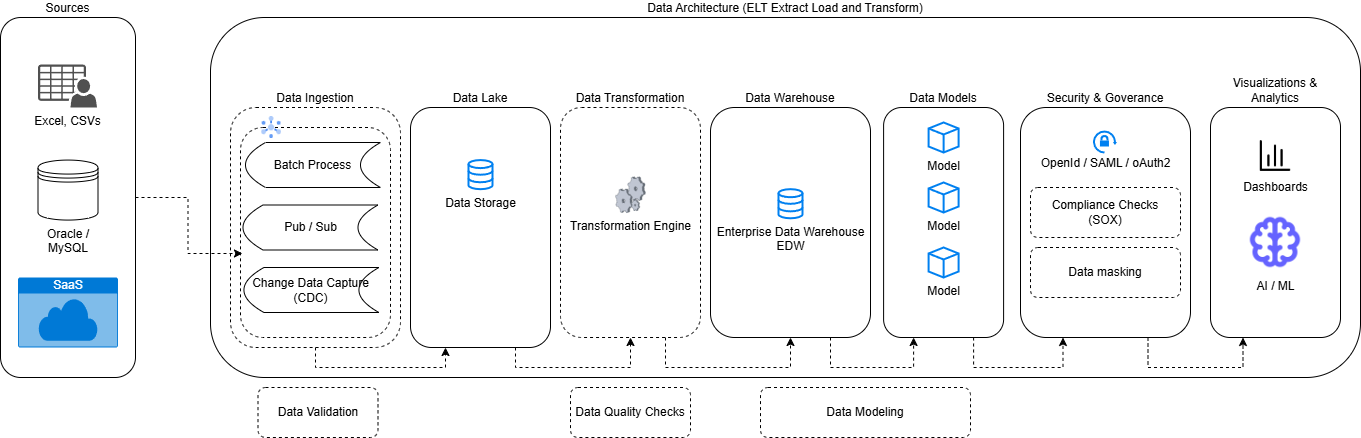 Sources
Data Architecture (ELT Extract Load and Transform)
Excel, CSVs
Oracle /
MySQL
SaaS
Data Ingestion
Batch Process
Pub / Sub
Change Data Capture
(CDC)
Data Lake
Data Storage
Data Transformation
Transformation Engine
Data Warehouse
Enterprise Data Warehouse
EDW
Data Models
Model
Model
Model
Security & Goverance
OpenId / SAML / oAuth2
Compliance Checks
(SOX)
Data masking
Visualizations &
Analytics
Dashboards
AI / ML
Data Validation
Data Quality Checks
Data Modeling